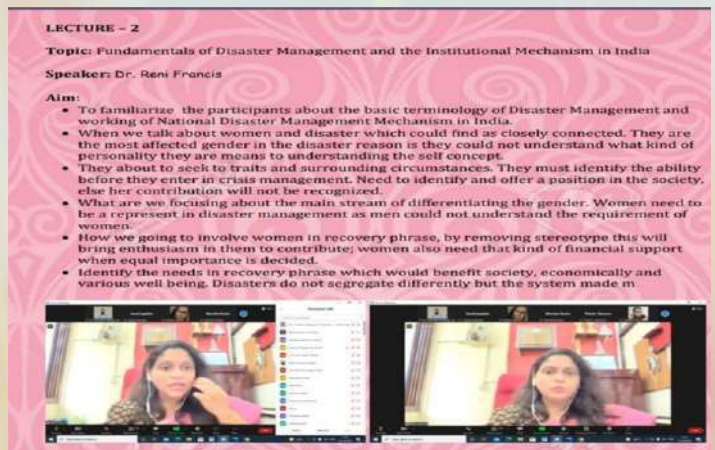 LECTURE – 2
Topic: Fundamentals of Disaster Management and the Institutional Mechanism in India
Speaker: Dr. Reni Francis
Aim:
• To familiarize the participants about the basic terminology of Disaster Management and
working of National Disaster Management Mechanism in India.
• When we talk about women and disaster which could find as closely connected. They are
the most affected gender in the disaster reason is they could not understand what kind of
personality they are means to understanding the self concept.
• They about to seek to traits and surrounding circumstances. They must identify the ability
before they enter in crisis management. Need to identify and offer a position in the society,
else her contribution will not be recognized.
• What are we focusing about the main stream of differentiating the gender. Women need to
be a represent in disaster management as men could not understand the requirement of
women.
• How we going to involve women in recovery phrase, by removing stereotype this will
bring enthusiasm in them to contribute; women also need that kind of financial support
when equal importance is decided.
• Identify the needs in recovery phrase which would benefit society, economically and
various well being. Disasters do not segregate differently but the system made m